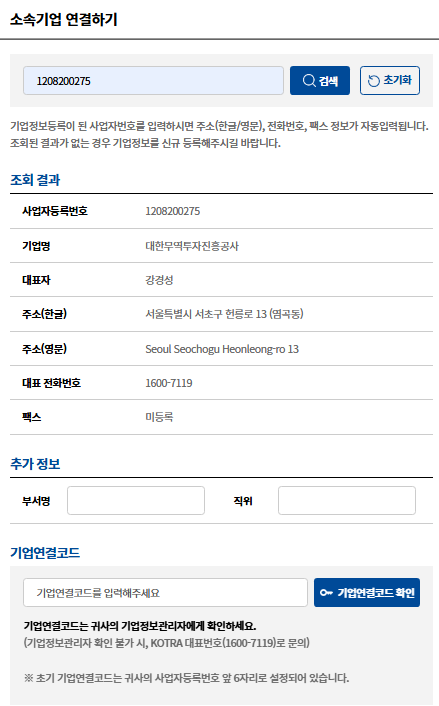 소속기업 연결하기
1208200275 검색 초기화
기업정보등록이 된 사업자번호를 입력하시면 주소(한글/영문), 전화번호, 팩스 정보가 자동입력됩니다.
조회된 결과가 없는 경우 기업정보를 신규 등록해주시길 바랍니다.
조회 결과
사업자등록번호 1208200275
기업명 대한무역투자진흥공사
대표자 강경성
주소(한글) 서울특별시 서초구 헌릉로 13 (염곡동)
주소(영문) Seoul Seochogu Heonleong-ro 13
대표 전화번호 1600-7119
팩스 미등록
추가 정보
부서명 직위
기업연결코드
기업연결코드를 입력해주세요 기업연결코드 확인
기업연결코드는 귀사의 기업정보관리자에게 확인하세요.
(기업정보관리자 확인 불가 시, KOTRA 대표번호(1600-7119)로 문의)
※ 초기 기업연결코드는 귀사의 사업자등록번호 앞 6자리로 설정되어 있습니다.